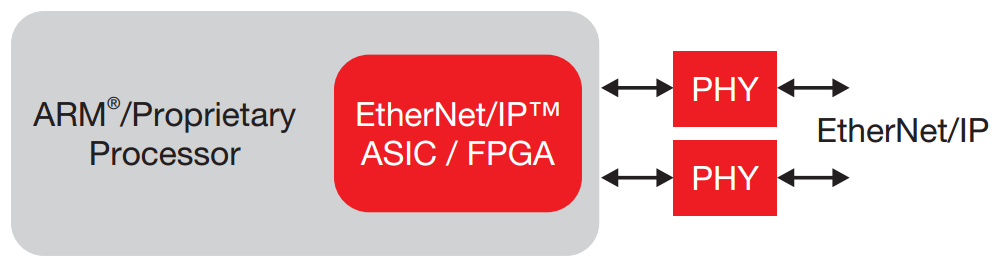 ARM®/Proprietary
Processor
EtherNet/IP™
ASIC / FPGA
PHY
PHY
EtherNet/IP